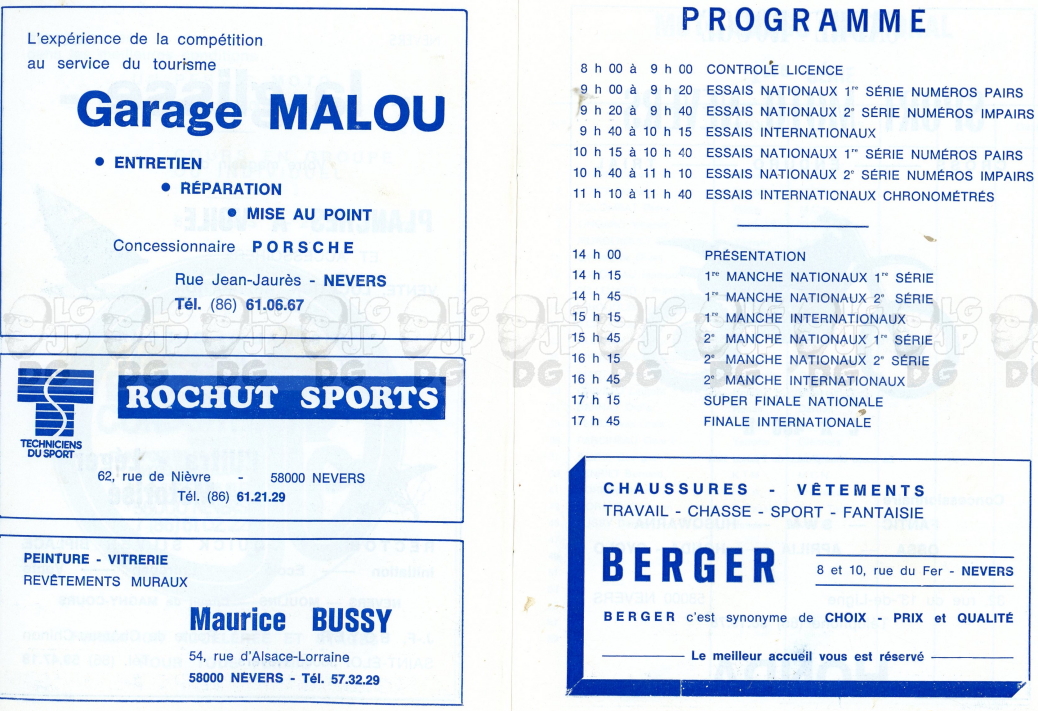 L'expérience de la compétition
au service du tourisme
Garage MALOU
• ENTRETIEN
• RÉPARATION
• MISE AU POINT
Concessionnaire PORSCHE
Rue Jean-Jaurès - NEVERS
Tél. (86) 61.06.67
TECHNICIENS
DU SPORT
ROCHUT SPORTS
62, rue de Nièvre - 58000 NEVERS
Tél. (86) 61.21.29
PEINTURE - VITRERIE
REVÊTEMENTS MURAUX
Maurice BUSSY
54, rue d'Alsace-Lorraine
58000 NEVERS - Tél. 57.32.29
PROGRAMME
8 h 00 à 9 h 00 CONTROLE LICENCE
9 h 00 à 9 h 20 ESSAIS NATIONAUX 1re SÉRIE NUMÉROS PAIRS
9 h 20 à 9 h 40 ESSAIS NATIONAUX 2e SÉRIE NUMÉROS IMPAIRS
9 h 40 à 10 h 15 ESSAIS INTERNATIONAUX
10 h 15 à 10 h 40 ESSAIS NATIONAUX 1re SÉRIE NUMÉROS PAIRS
10 h 40 à 11 h 10 ESSAIS NATIONAUX 2e SÉRIE NUMÉROS IMPAIRS
11 h 10 à 11 h 40 ESSAIS INTERNATIONAUX CHRONOMÉTRÉS
14 h 00 PRÉSENTATION
14 h 15 1re MANCHE NATIONAUX 1re SÉRIE
14 h 45 1re MANCHE NATIONAUX 2e SÉRIE
15 h 15 1re MANCHE INTERNATIONAUX
15 h 45 2e MANCHE NATIONAUX 1re SÉRIE
16 h 15 2e MANCHE NATIONAUX 2e SÉRIE
16 h 45 2e MANCHE INTERNATIONAUX
17 h 15 SUPER FINALE NATIONALE
17 h 45 FINALE INTERNATIONALE
CHAUSSURES - VÊTEMENTS
TRAVAIL - CHASSE - SPORT - FANTAISIE
BERGER
8 et 10, rue du Fer - NEVERS
BERGER c'est synonyme de CHOIX - PRIX et QUALITÉ
Le meilleur accueil vous est réservé